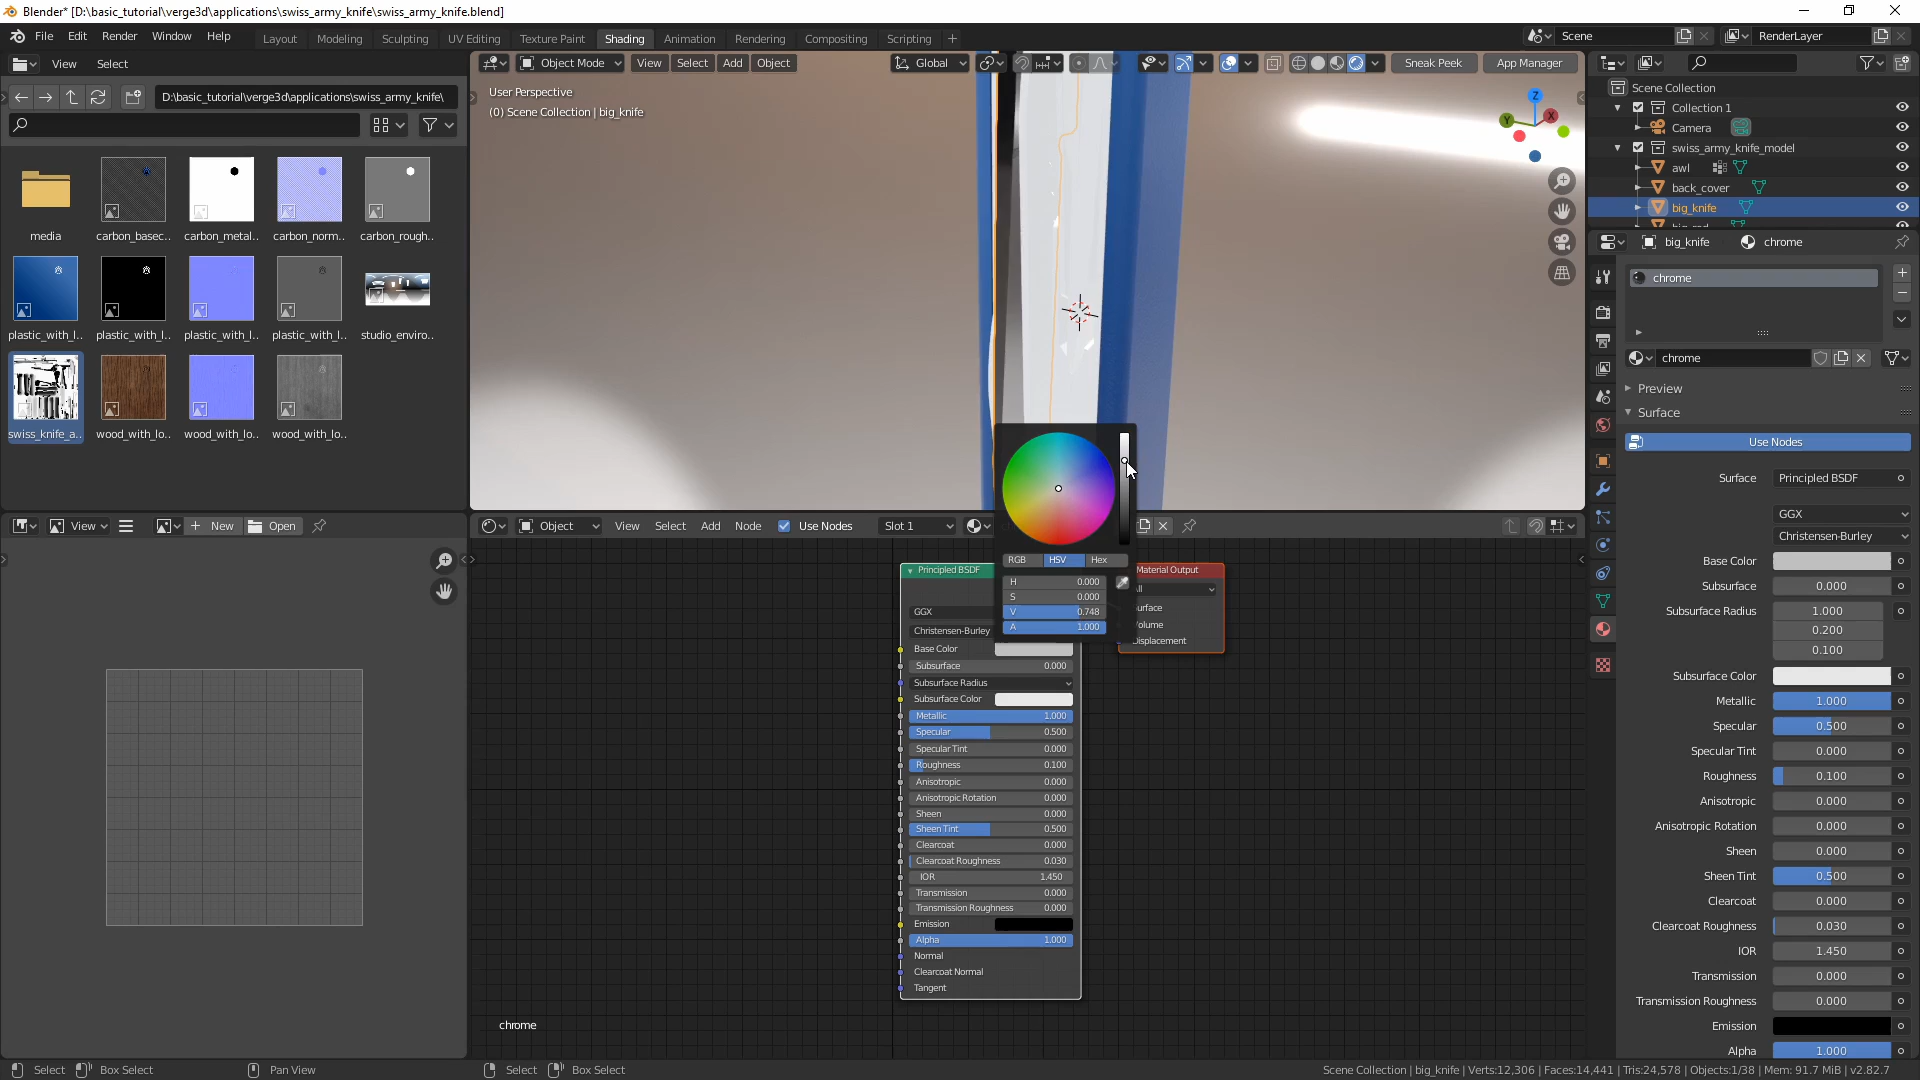 Blender* [D:\basic_tutorial\verge3d\applications\swiss_army_knife\swiss_army_knife.blend]
File Edit Render Window Help
Layout Modeling Sculpting UV Editing Texture Paint Shading Animation Rendering Compositing Scripting
Scene
RenderLayer
View Select
D:\basic_tutorial\verge3d\applications\swiss_army_knife\
media
carbon_basec..
carbon_metal..
carbon_norm..
carbon_rough..
plastic_with_l..
plastic_with_l..
plastic_with_l..
plastic_with_l..
studio_enviro..
swiss_knife_a..
wood_with_lo..
wood_with_lo..
wood_with_lo..
Object Mode View Select Add Object
Global
Sneak Peek App Manager
User Perspective
(0) Scene Collection | big_knife
Z
X
Y
Scene Collection
Collection 1
Camera
swiss_army_knife_model
awl
back_cover
big_knife
big_knife chrome
chrome
chrome
Preview
Surface
Use Nodes
Surface Principled BSDF
GGX
Christensen-Burley
Base Color
Subsurface 0.000
Subsurface Radius 1.000
0.200
0.100
Subsurface Color
Metallic 1.000
Specular 0.500
Specular Tint 0.000
Roughness 0.100
Anisotropic 0.000
Anisotropic Rotation 0.000
Sheen 0.000
Sheen Tint 0.500
Clearcoat 0.000
Clearcoat Roughness 0.030
IOR 1.450
Transmission 0.000
Transmission Roughness 0.000
Emission
Alpha 1.000
View New Open
Object View Select Add Node Use Nodes Slot 1
RGB HSV Hex
H 0.000
S 0.000
V 0.748
A 1.000
Principled BSDF
GGX
Christensen-Burley
Base Color
Subsurface 0.000
Subsurface Radius
Subsurface Color
Metallic 1.000
Specular 0.500
Specular Tint 0.000
Roughness 0.100
Anisotropic 0.000
Anisotropic Rotation 0.000
Sheen 0.000
Sheen Tint 0.500
Clearcoat 0.000
Clearcoat Roughness 0.030
IOR 1.450
Transmission 0.000
Transmission Roughness 0.000
Emission
Alpha 1.000
Normal
Clearcoat Normal
Tangent
Material Output
ll
urface
olume
Displacement
chrome
Select Box Select Pan View Select Box Select
Scene Collection | big_knife | Verts:12,306 | Faces:14,441 | Tris:24,578 | Objects:1/38 | Mem: 91.7 MiB | v2.82.7